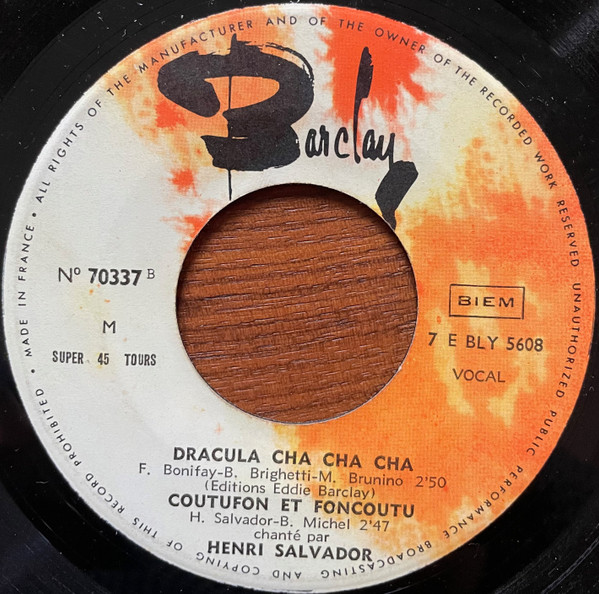 MADE IN FRANCE • ALL RIGHTS OF THE MANUFACTURER AND OF THE OWNER OF THE RECORDED WORK RESERVED • UNAUTHORIZED PUBLIC PERFORMANCE BROADCASTING AND COPYING OF THIS RECORD PROHIBITED •
Barclay
Nº 70337 B
BIEM
M
7 E BLY 5608
SUPER 45 TOURS
VOCAL
DRACULA CHA CHA CHA
F. Bonifay-B. Brighetti-M. Brunino 2'50
(Editions Eddie Barclay)
COUTUFON ET FONCOUTU
H. Salvador-B. Michel 2'47
chanté par
HENRI SALVADOR